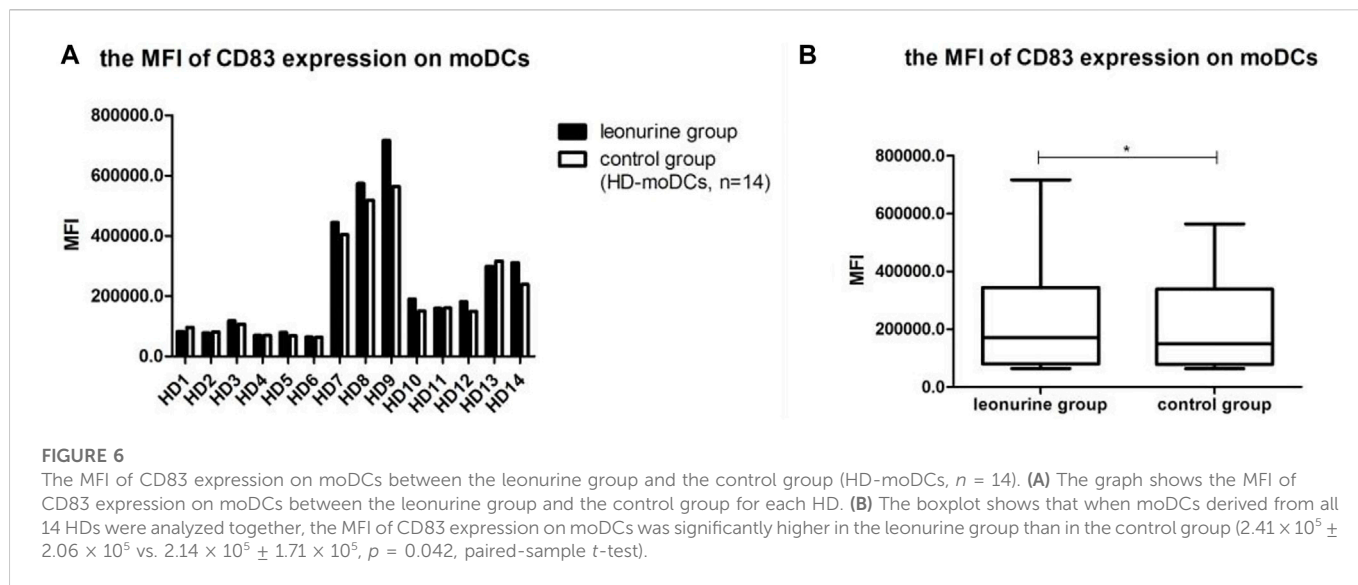 A the MFI of CD83 expression on moDCs
800000.0
600000.0
400000.0
200000.0
0.0
MFI
HD1
HD2
HD3
HD4
HD5
HD6
HD7
HD8
HD9
HD10
HD11
HD12
HD13
HD14
leonurine group
control group
(HD-moDCs, n=14)
B the MFI of CD83 expression on moDCs
*
800000.0
600000.0
400000.0
200000.0
0.0
MFI
leonurine group
control group
FIGURE 6
The MFI of CD83 expression on moDCs between the leonurine group and the control group (HD-moDCs, n = 14). (A) The graph shows the MFI of
CD83 expression on moDCs between the leonurine group and the control group for each HD. (B) The boxplot shows that when moDCs derived from all
14 HDs were analyzed together, the MFI of CD83 expression on moDCs was significantly higher in the leonurine group than in the control group (2.41 × 10⁵ ±
2.06 × 10⁵ vs. 2.14 × 10⁵ ± 1.71 × 10⁵, p = 0.042, paired-sample t-test).